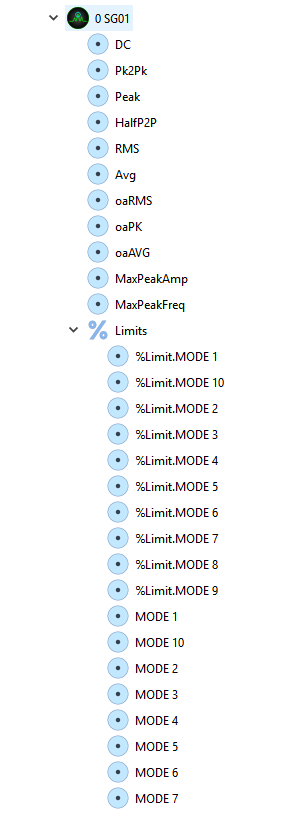 0 SG01
DC
Pk2Pk
Peak
HalfP2P
RMS
Avg
oaRMS
oaPK
oaAVG
MaxPeakAmp
MaxPeakFreq
% Limits
%Limit.MODE 1
%Limit.MODE 10
%Limit.MODE 2
%Limit.MODE 3
%Limit.MODE 4
%Limit.MODE 5
%Limit.MODE 6
%Limit.MODE 7
%Limit.MODE 8
%Limit.MODE 9
MODE 1
MODE 10
MODE 2
MODE 3
MODE 4
MODE 5
MODE 6
MODE 7